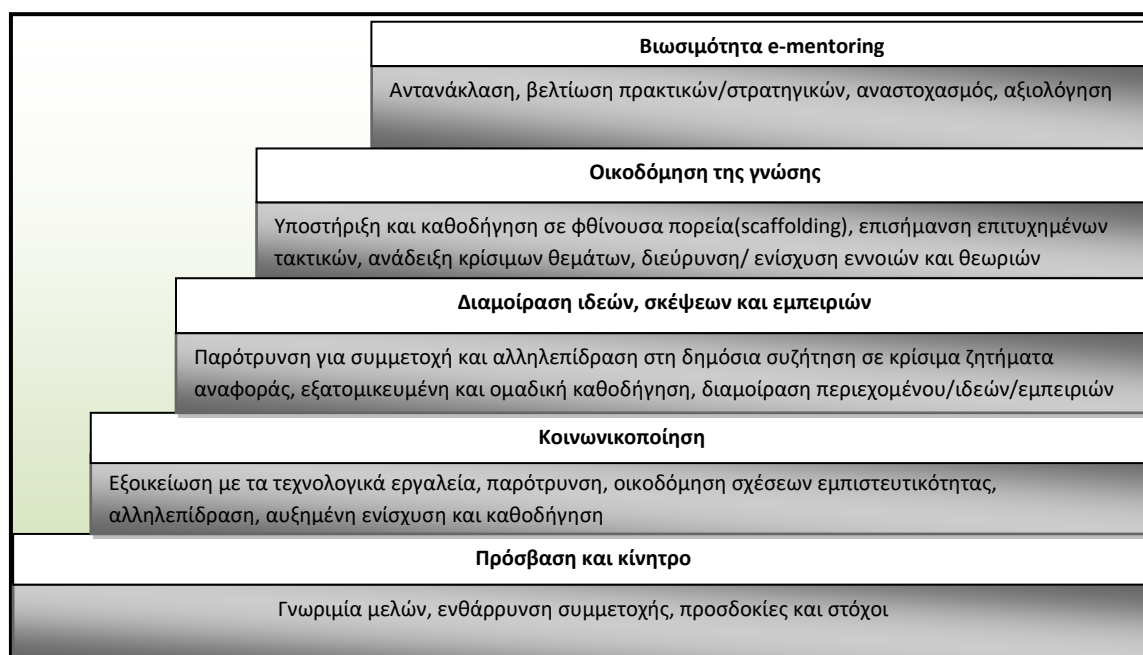 Βιωσιμότητα e-mentoring
Αντανάκλαση, βελτίωση πρακτικών/στρατηγικών, αναστοχασμός, αξιολόγηση
Οικοδόμηση της γνώσης
Υποστήριξη και καθοδήγηση σε φθίνουσα πορεία(scaffolding), επισήμανση επιτυχημένων
τακτικών, ανάδειξη κρίσιμων θεμάτων, διεύρυνση/ ενίσχυση εννοιών και θεωριών
Διαμοίραση ιδεών, σκέψεων και εμπειριών
Παρότρυνση για συμμετοχή και αλληλεπίδραση στη δημόσια συζήτηση σε κρίσιμα ζητήματα
αναφοράς, εξατομικευμένη και ομαδική καθοδήγηση, διαμοίραση περιεχομένου/ιδεών/εμπειριών
Κοινωνικοποίηση
Εξοικείωση με τα τεχνολογικά εργαλεία, παρότρυνση, οικοδόμηση σχέσεων εμπιστευτικότητας,
αλληλεπίδραση, αυξημένη ενίσχυση και καθοδήγηση
Πρόσβαση και κίνητρο
Γνωριμία μελών, ενθάρρυνση συμμετοχής, προσδοκίες και στόχοι